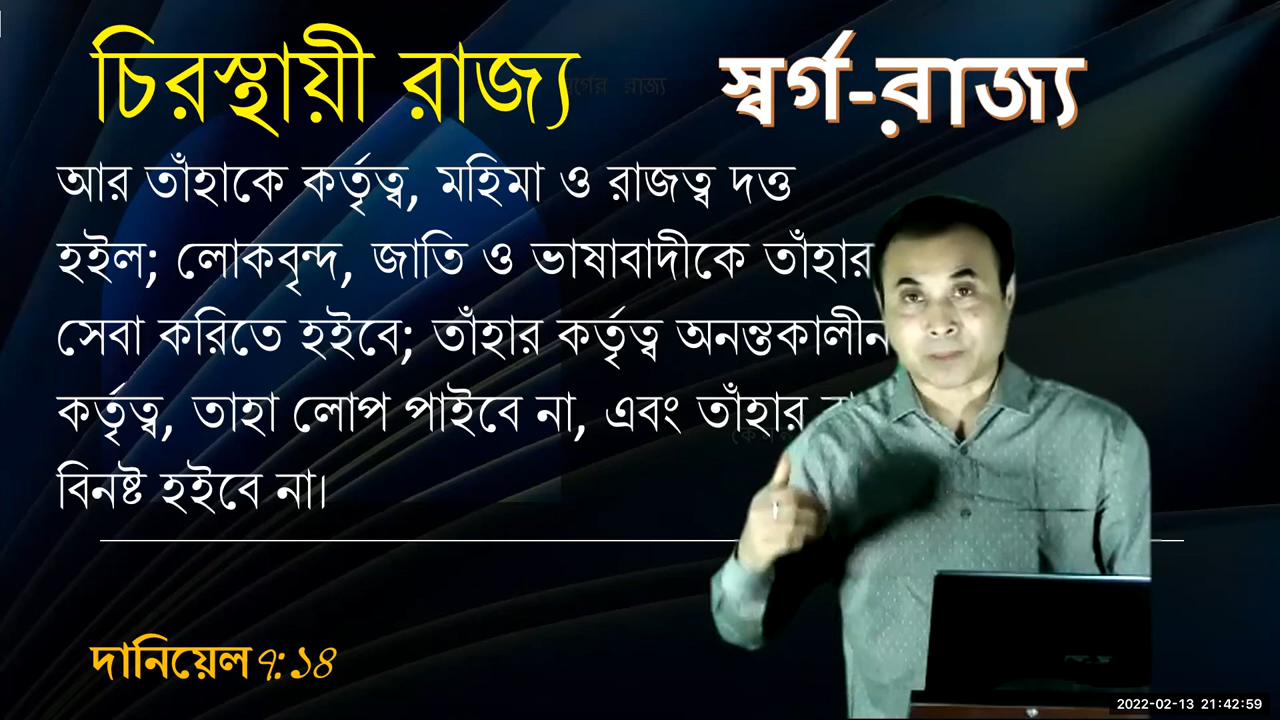 চিরস্থায়ী রাজ্য
স্বর্গ-রাজ্য
আর তাঁহাকে কর্তৃত্ব, মহিমা ও রাজত্ব দত্ত
হইল; লোকবৃন্দ, জাতি ও ভাষাবাদীকে তাঁহার
সেবা করিতে হইবে; তাঁহার কর্তৃত্ব অনন্তকালীন
কর্তৃত্ব, তাহা লোপ পাইবে না, এবং তাঁহার
বিনষ্ট হইবে না।
দানিয়েল ৭:১৪
2022-02-13 21:42:59